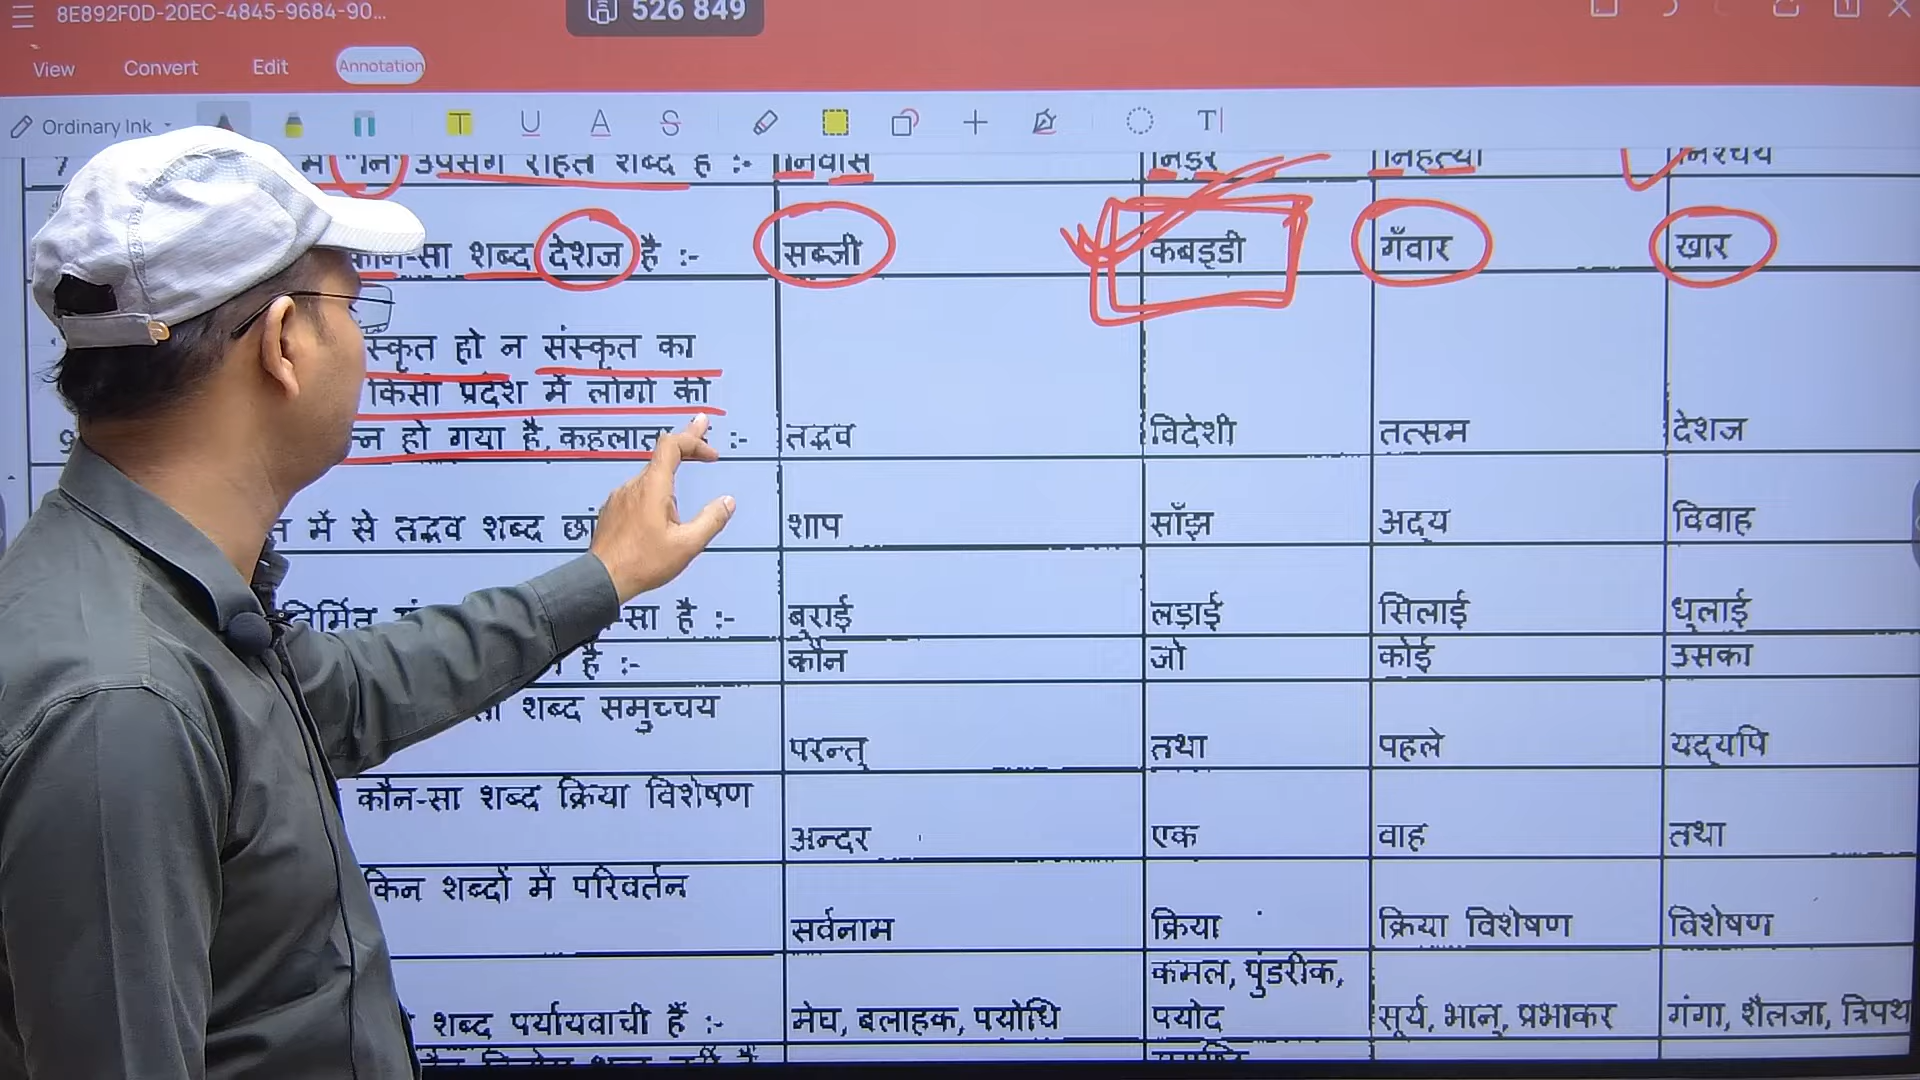 8E892F0D-20EC-4845-9684-90...
526 849
View Convert Edit Annotation
Ordinary Ink
7 में "नि" उपसर्ग रहित शब्द है :- निवास निडर निहत्था निश्चय
कौन-सा शब्द देशज है :- सब्जी कबड्डी गँवार खार
हो न संस्कृत का
किसी प्रदेश में लोगों की
हो गया है, :- तद्भव विदेशी तत्सम देशज
में से तद्भव शब्द शाप साँझ अद्य विवाह
है :- बुराई लड़ाई सिलाई धुलाई
है :- कौन जो कोई उसका
शब्द समुच्चय
परन्तु तथा पहले यद्यपि
कौन-सा शब्द क्रिया विशेषण
अन्दर एक वाह तथा
किन शब्दों में परिवर्तन
सर्वनाम क्रिया क्रिया विशेषण विशेषण
कमल, पुंडरीक,
शब्द पर्यायवाची हैं :- मेघ, बलाहक, पयोधि पयोद सूर्य, भानु, प्रभाकर गंगा, शैलजा, त्रिपथ